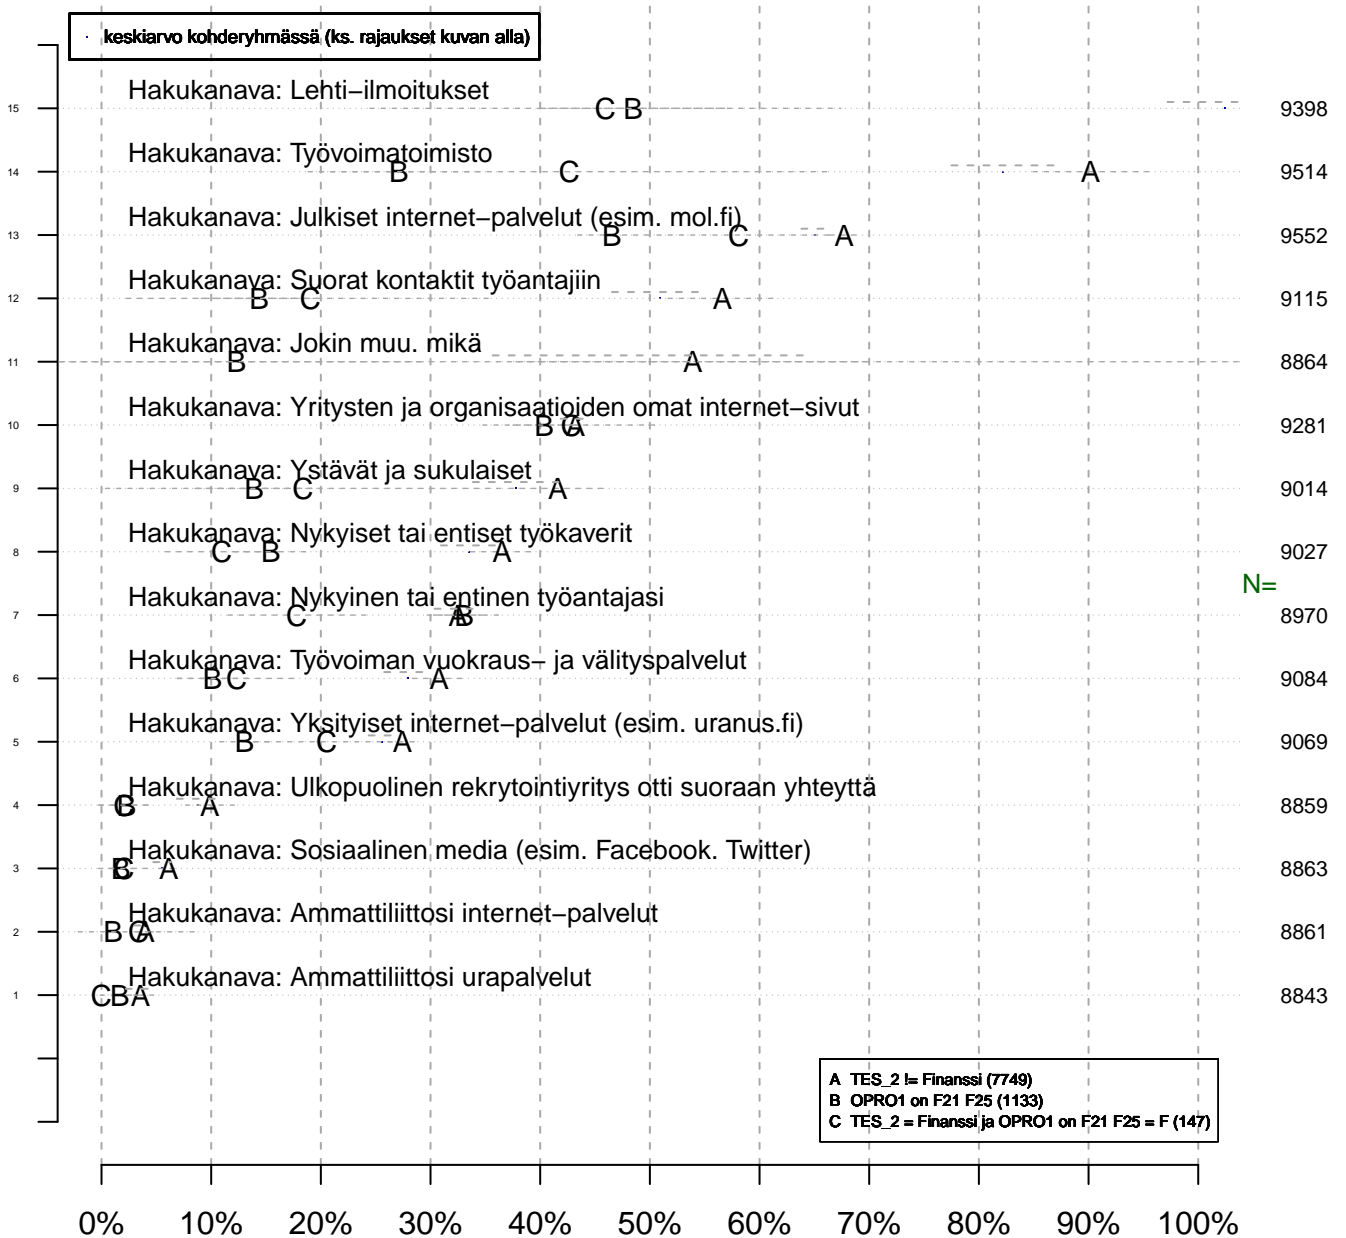 keskiarvo kohderyhmässä (ks. rajaukset kuvan alla)
Hakukanava: Lehti−ilmoitukset
15 C B 9398
Hakukanava: Työvoimatoimisto
14 B C A 9514
Hakukanava: Julkiset internet−palvelut (esim. mol.fi)
13 B C A 9552
Hakukanava: Suorat kontaktit työantajiin
12 B C A 9115
Hakukanava: Jokin muu. mikä
11 B A 8864
Hakukanava: Yritysten ja organisaatioiden omat internet−sivut
10 B C A 9281
Hakukanava: Ystävät ja sukulaiset
9 B C A 9014
Hakukanava: Nykyiset tai entiset työkaverit
8 C B A 9027
N=
Hakukanava: Nykyinen tai entinen työantajasi
7 C A B 8970
Hakukanava: Työvoiman vuokraus− ja välityspalvelut
6 B C A 9084
Hakukanava: Yksityiset internet−palvelut (esim. uranus.fi)
5 B C A 9069
Hakukanava: Ulkopuolinen rekrytointiyritys otti suoraan yhteyttä
4 C B A 8859
Hakukanava: Sosiaalinen media (esim. Facebook. Twitter)
3 B C A 8863
Hakukanava: Ammattiliittosi internet−palvelut
2 B C A 8861
Hakukanava: Ammattiliittosi urapalvelut
1 C B A 8843
A TES_2 != Finanssi (7749)
B OPRO1 on F21 F25 (1133)
C TES_2 = Finanssi ja OPRO1 on F21 F25 = F (147)
0% 10% 20% 30% 40% 50% 60% 70% 80% 90% 100%